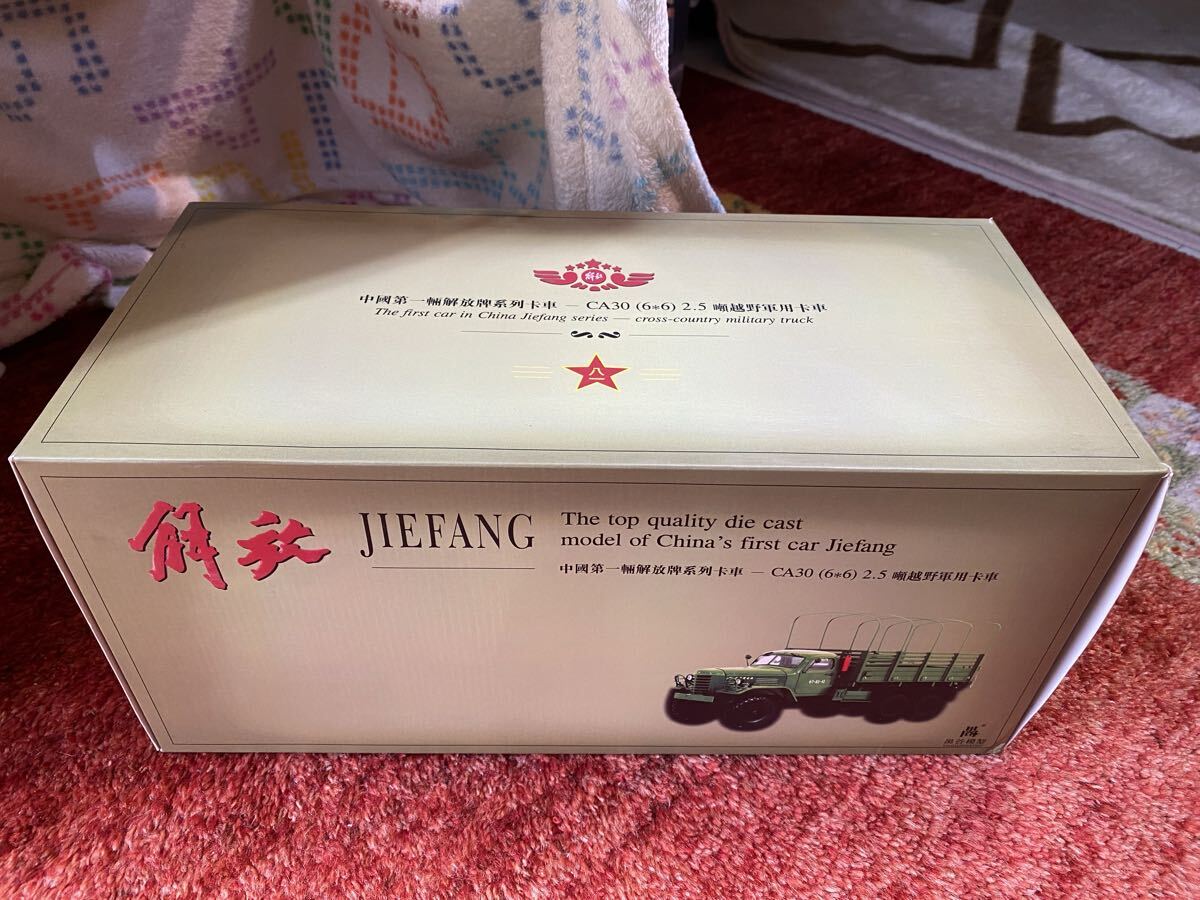 解放
中國第一輛解放牌系列卡車 — CA30 (6*6) 2.5 噸越野軍用卡車
The first car in China Jiefang series — cross-country military truck
八一
解放
JIEFANG
The top quality die cast
model of China's first car Jiefang
中國第一輛解放牌系列卡車 — CA30 (6*6) 2.5 噸越野軍用卡車